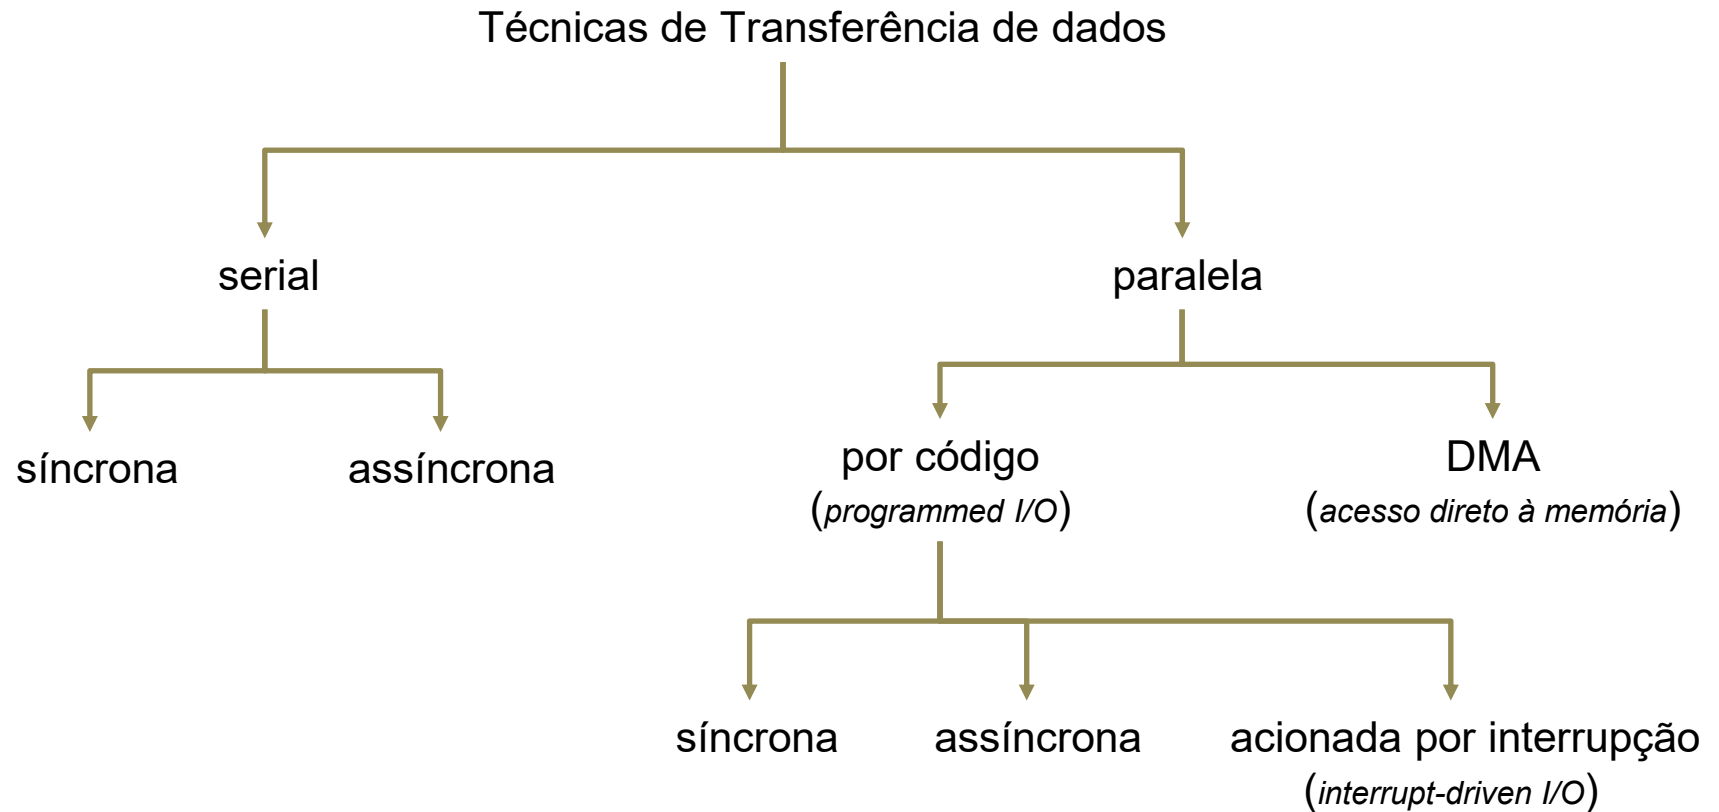 Técnicas de Transferência de dados
serial
paralela
síncrona
assíncrona
por código
(programmed I/O)
DMA
(acesso direto à memória)
síncrona
assíncrona
acionada por interrupção
(interrupt-driven I/O)